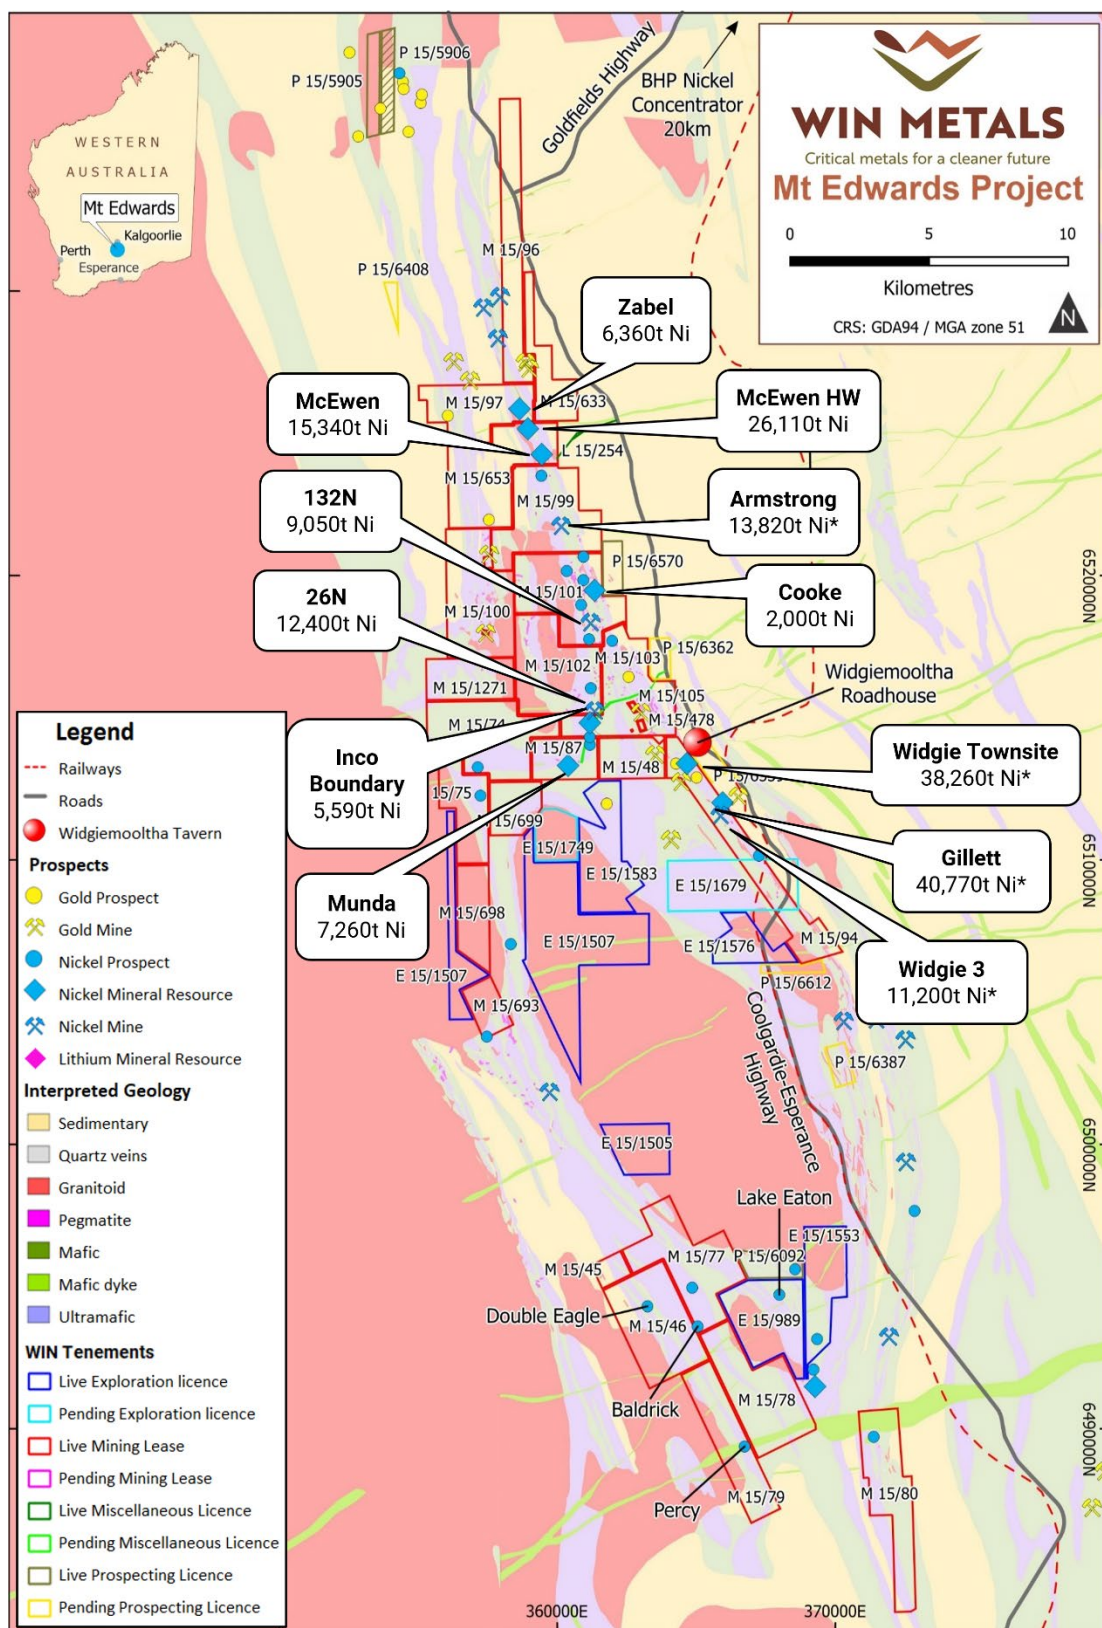 P 15/5906
P 15/5905
Goldfields Highway
BHP Nickel
Concentrator
20km
WIN METALS
Critical metals for a cleaner future
Mt Edwards Project
0 5 10
Kilometres
CRS: GDA94 / MGA zone 51
N
WESTERN
AUSTRALIA
Mt Edwards
Kalgoorlie
Perth
Esperance
M 15/96
P 15/6408
Zabel
6,360t Ni
McEwen
15,340t Ni
M 15/97
M 15/633
McEwen HW
26,110t Ni
L 15/254
M 15/653
132N
9,050t Ni
M 15/99
Armstrong
13,820t Ni*
P 15/6570
M 15/101
Cooke
2,000t Ni
6520000N
26N
12,400t Ni
M 15/100
M 15/102
M 15/103
P 15/6362
M 15/1271
M 15/105
Widgiemooltha
Roadhouse
M 15/74
M 15/478
Inco
Boundary
5,590t Ni
M 15/87
M 15/48
Widgie Townsite
38,260t Ni*
15/75
M 15/699
E 15/1749
E 15/1583
Gillett
40,770t Ni*
6510000N
E 15/1679
Munda
7,260t Ni
M 15/698
E 15/1507
E 15/1576
M 15/94
Widgie 3
11,200t Ni*
E 15/1507
P 15/6612
M 15/693
Coolgardie-Esperance
Highway
P 15/6387
E 15/1505
6500000N
Lake Eaton
E 15/1553
M 15/77
P 15/6092
M 15/45
Double Eagle
M 15/46
E 15/989
Baldrick
M 15/78
6490000N
Percy
M 15/79
M 15/80
360000E
370000E
Legend
Railways
Roads
Widgiemooltha Tavern
Prospects
Gold Prospect
Gold Mine
Nickel Prospect
Nickel Mineral Resource
Nickel Mine
Lithium Mineral Resource
Interpreted Geology
Sedimentary
Quartz veins
Granitoid
Pegmatite
Mafic
Mafic dyke
Ultramafic
WIN Tenements
Live Exploration licence
Pending Exploration licence
Live Mining Lease
Pending Mining Lease
Live Miscellaneous Licence
Pending Miscellaneous Licence
Live Prospecting Licence
Pending Prospecting Licence